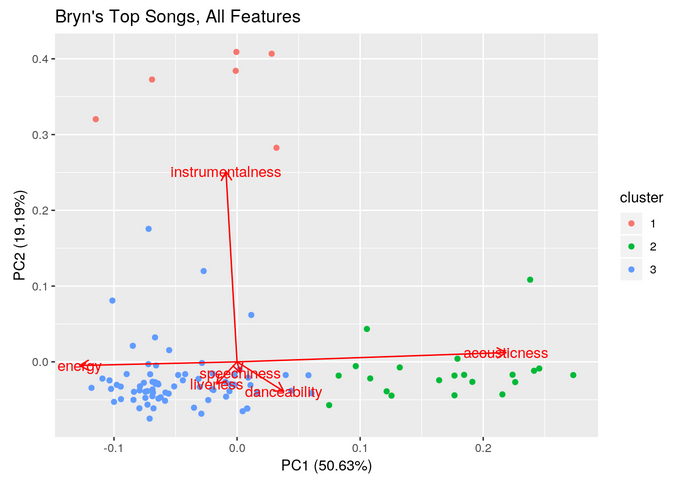 Bryn's Top Songs, All Features
PC2 (19.19%)
0.4
0.3
0.2
0.1
0.0
instrumentalness
energy
acousticness
speechiness
liveness
danceability
-0.1
0.0
0.1
0.2
PC1 (50.63%)
cluster
1
2
3